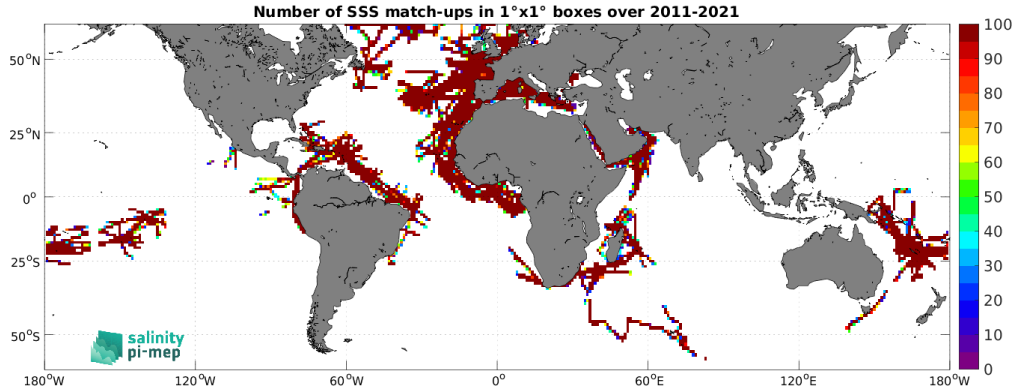 Number of SSS match-ups in 1°x1° boxes over 2011-2021
100
90
80
70
60
50
40
30
20
10
0
50°N
25°N
0°
25°S
50°S
salinity
pi-mep
180°W
120°W
60°W
0°
60°E
120°E
180°W